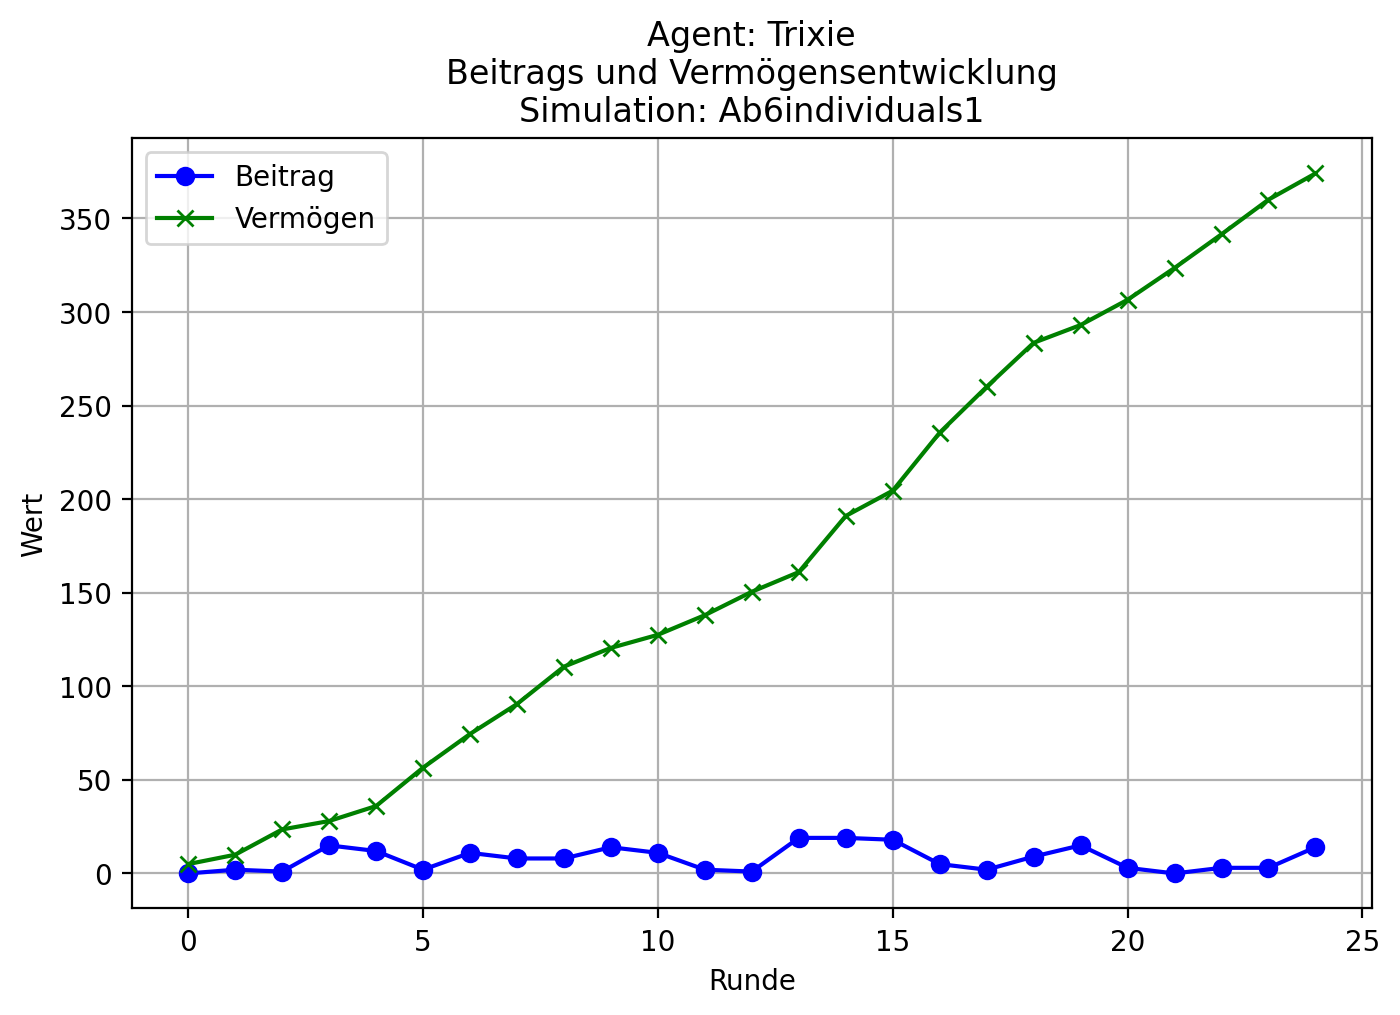 Agent: Trixie
Beitrags und Vermögensentwicklung
Simulation: Ab6individuals1
Beitrag
Vermögen
350
300
250
200
150
100
50
0
Wert
0 5 10 15 20 25
Runde